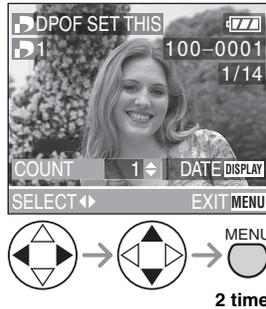 DPOF SET THIS
1 100-0001
1/14
COUNT 1 DATE DISPLAY
SELECT EXIT MENU
MENU
2 time